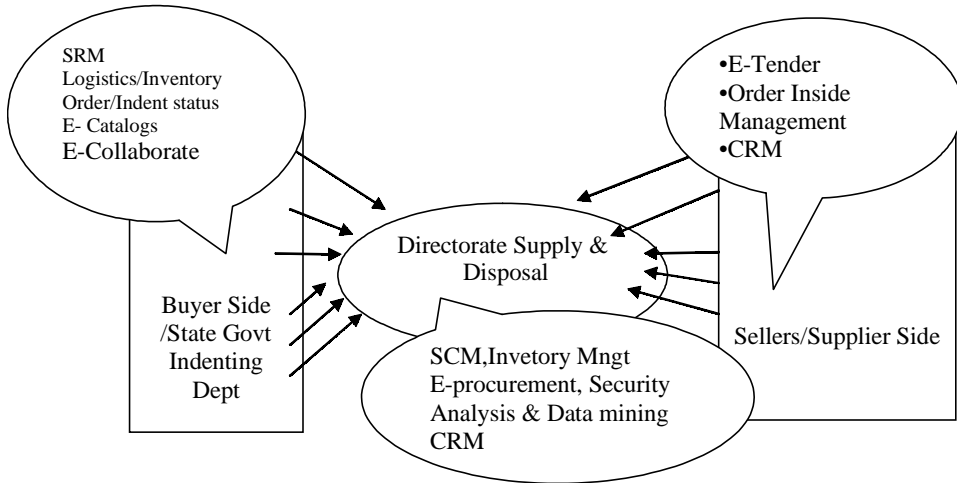 SRM
Logistics/Inventory
Order/Indent status
E- Catalogs
E-Collaborate
•E-Tender
•Order Inside
Management
•CRM
Directorate Supply &
Disposal
Buyer Side
/State Govt
Indenting
Dept
Sellers/Supplier Side
SCM,Invetory Mngt
E-procurement, Security
Analysis & Data mining
CRM